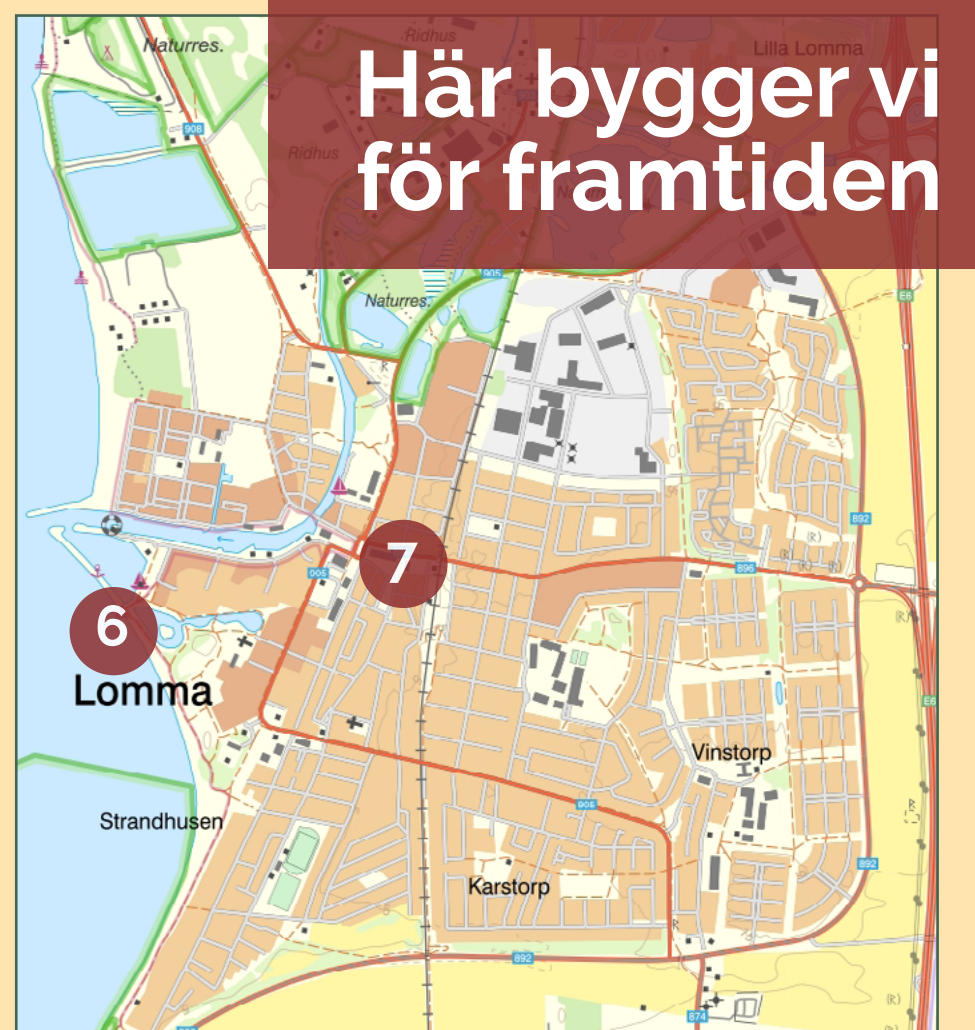 Naturres.
Ridhus
Lilla Lomma
Här bygger vi
för framtiden
908
Ridhus
905
E6
Naturres.
892
7
905
896
6
E6
Lomma
Vinstorp
905
Strandhusen
892
Karstorp
892
874
R
R
R
(R)
(R)
(R)
(R)
(R)
(R)